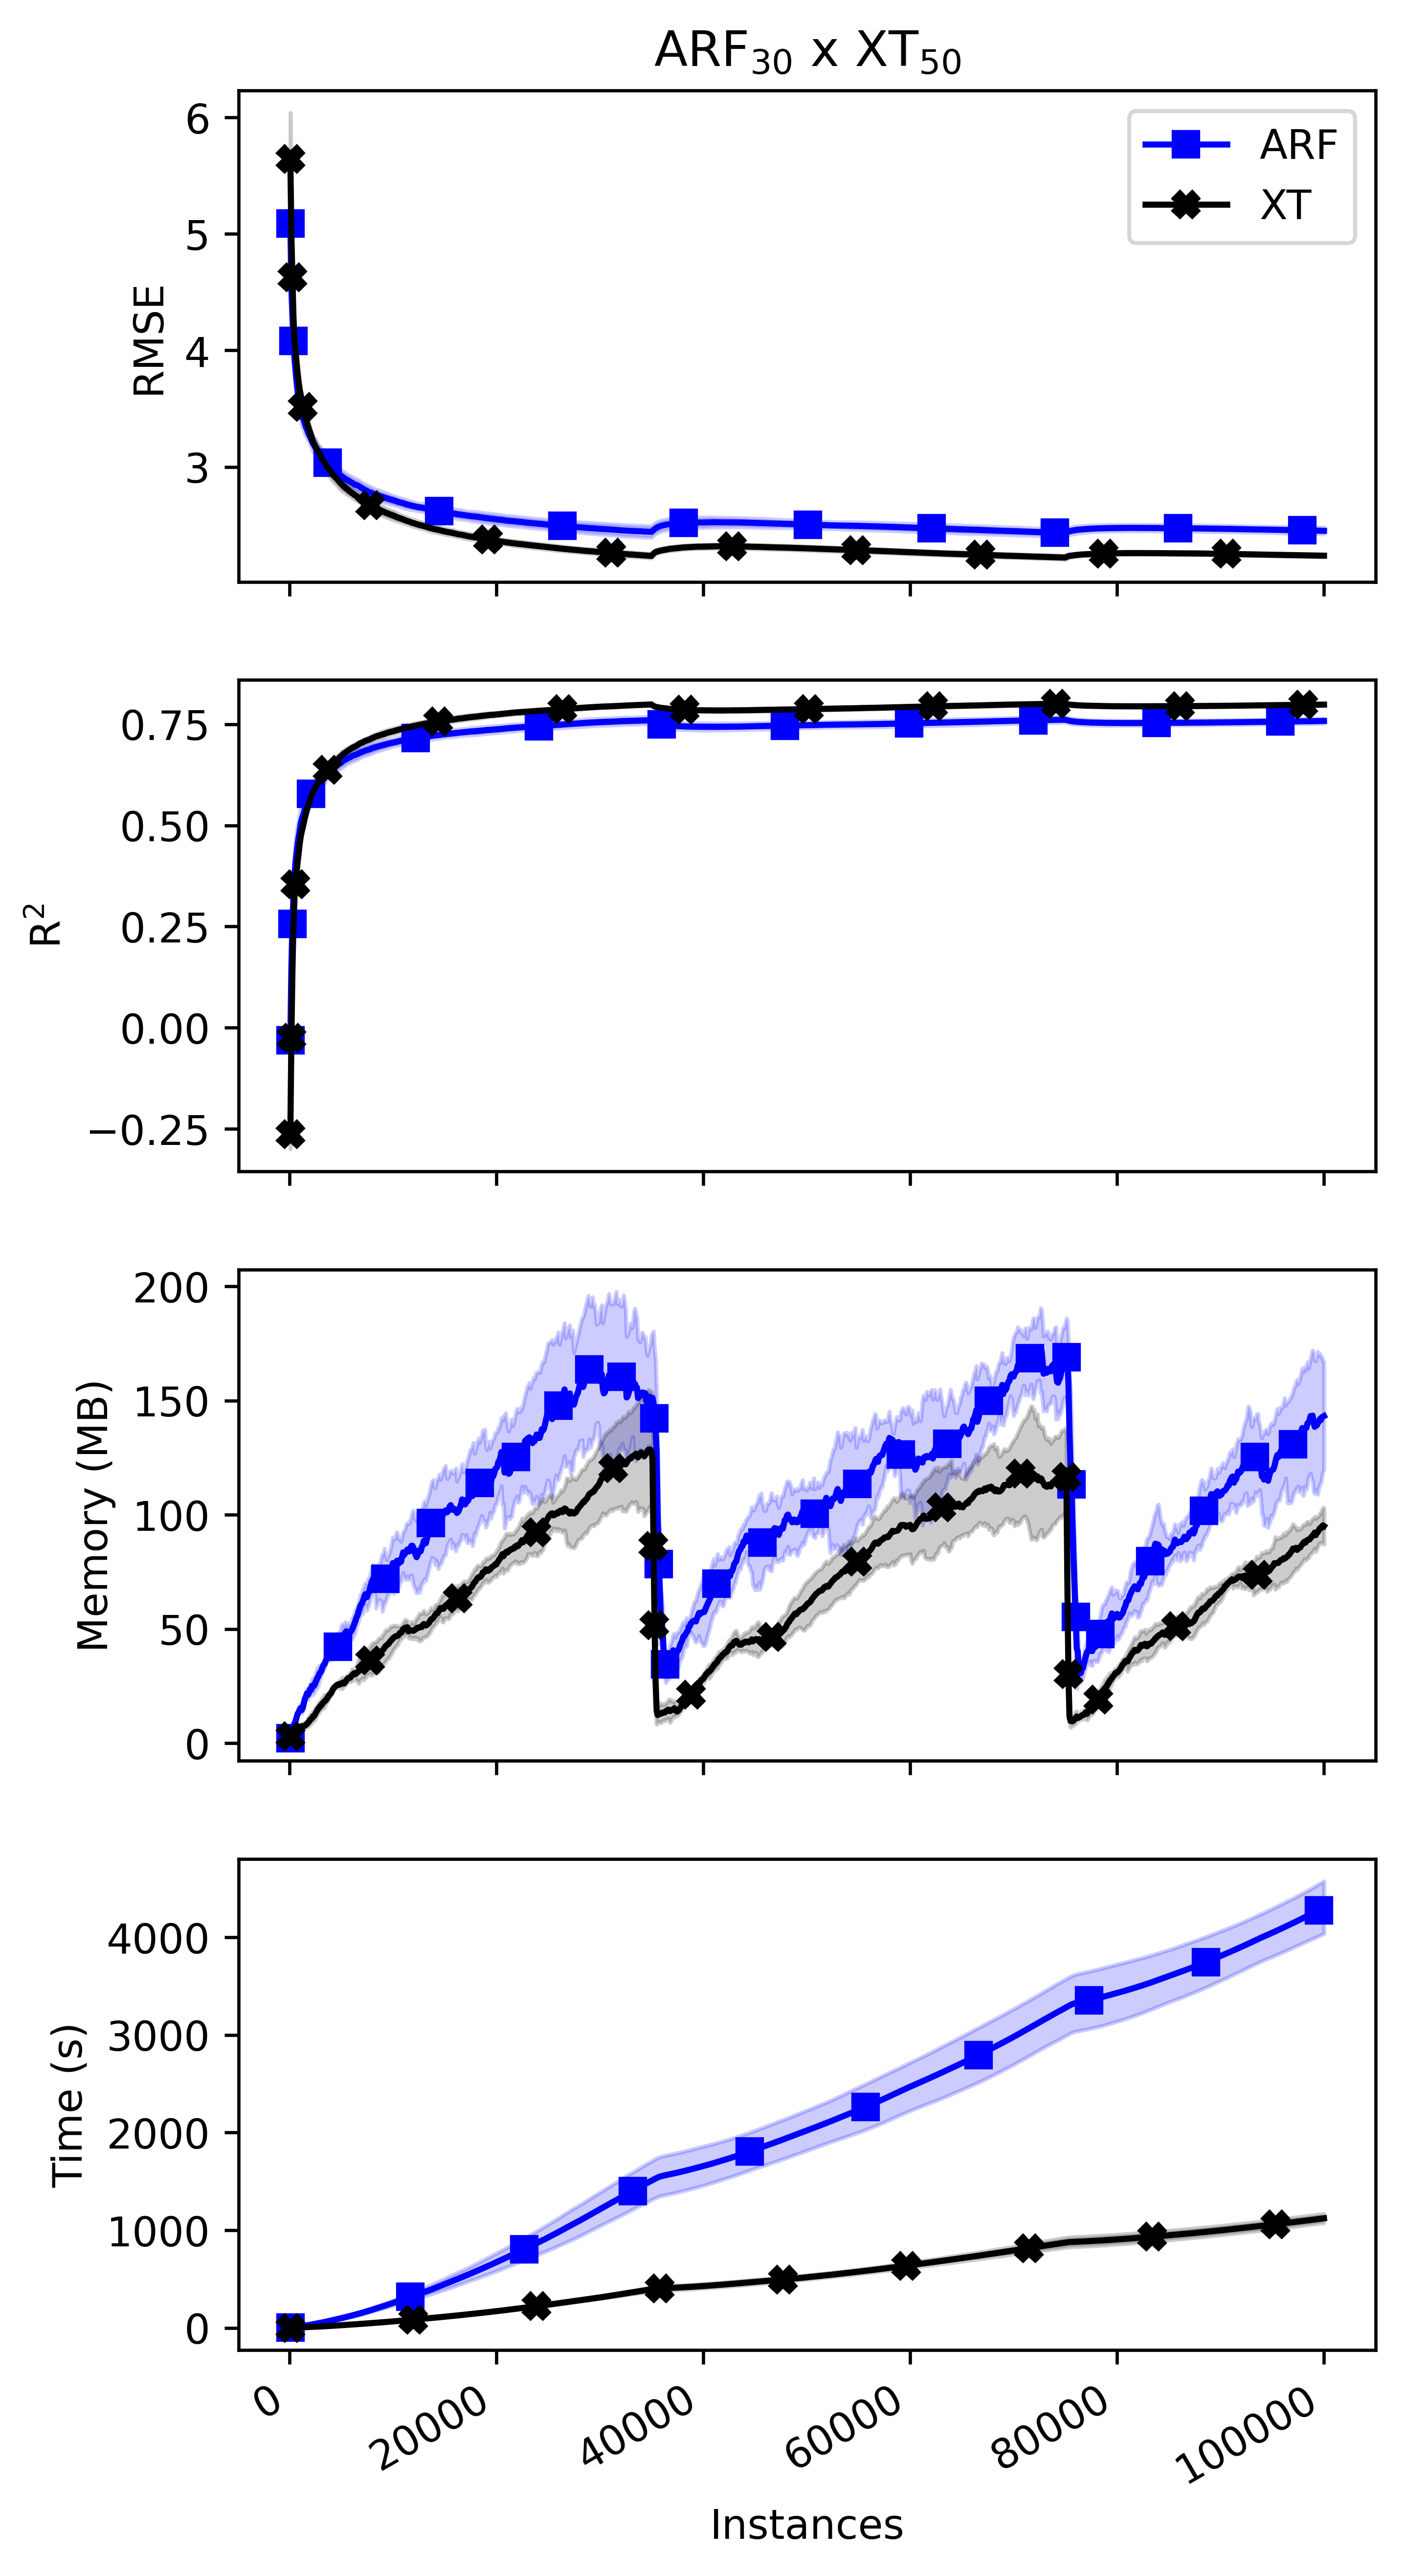 ARF₃₀ x XT₅₀
6
5
4
3
RMSE
ARF
XT
0.75
0.50
0.25
0.00
−0.25
R²
200
150
100
50
0
Memory (MB)
4000
3000
2000
1000
0
Time (s)
0 20000 40000 60000 80000 100000
Instances